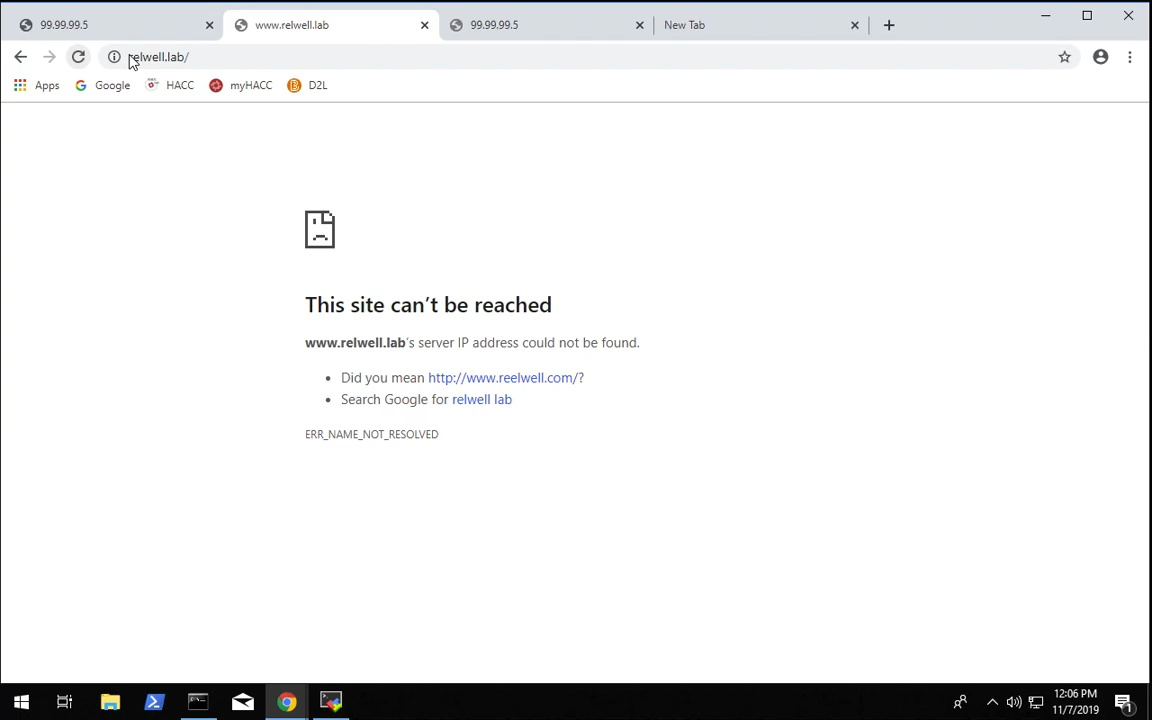 99.99.99.5
www.relwell.lab
99.99.99.5
New Tab
relwell.lab/
Apps
Google
HACC
myHACC
D2L
This site can’t be reached
www.relwell.lab's server IP address could not be found.
• Did you mean http://www.reelwell.com/?
• Search Google for relwell lab
ERR_NAME_NOT_RESOLVED
12:06 PM
11/7/2019
1